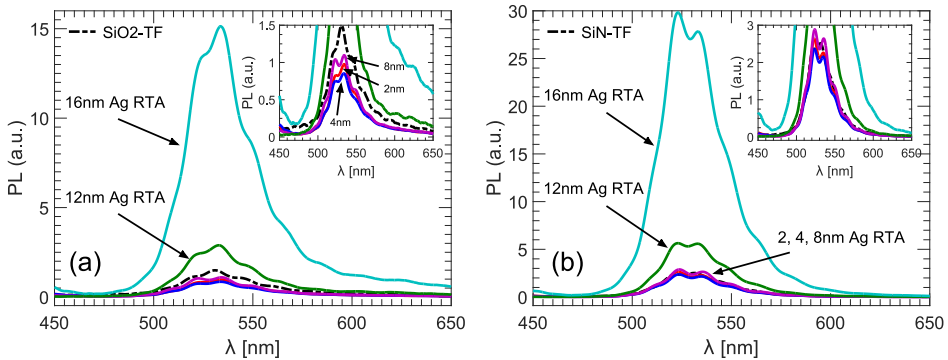 15
10
5
0
PL (a.u.)
SiO2-TF
16nm Ag RTA
12nm Ag RTA
(a)
450
500
550
600
650
λ [nm]
1.5
1
0.5
0
PL (a.u.)
8nm
2nm
4nm
450
500
550
600
650
λ [nm]
30
25
20
15
10
5
0
PL (a.u.)
SiN-TF
16nm Ag RTA
12nm Ag RTA
2, 4, 8nm Ag RTA
(b)
450
500
550
600
650
λ [nm]
3
2
1
0
PL (a.u.)
450
500
550
600
650
λ [nm]